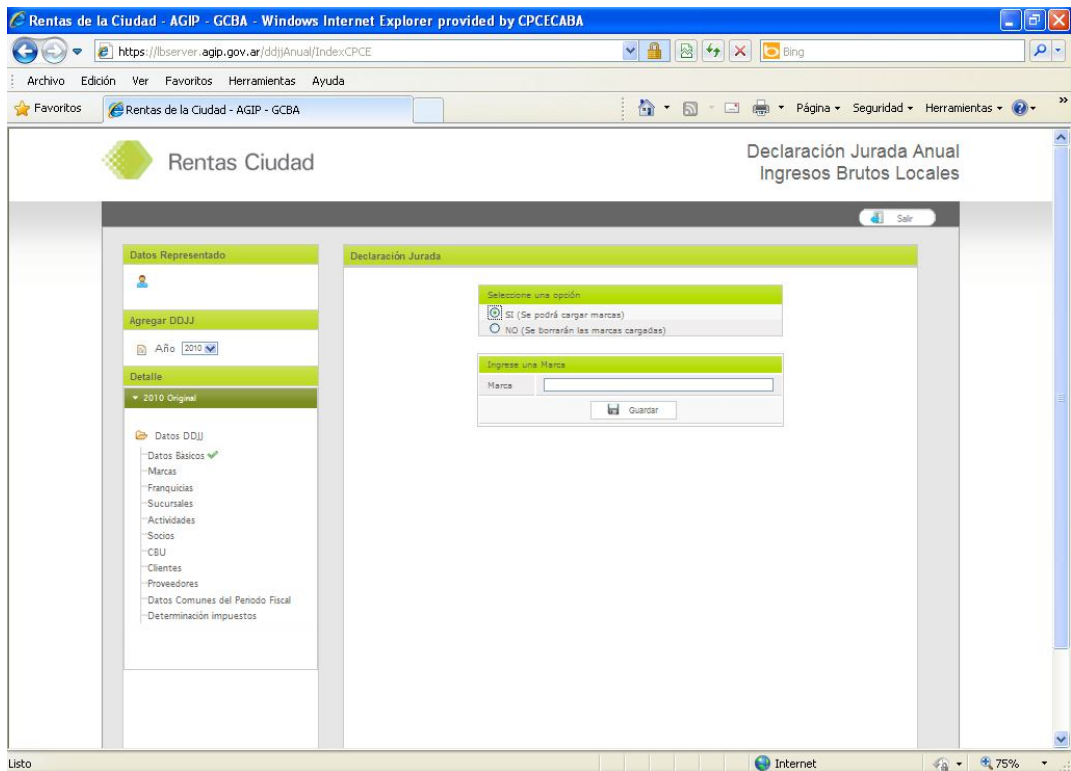 Rentas de la Ciudad - AGIP - GCBA - Windows Internet Explorer provided by CPCECABA
https://lbserver.agip.gov.ar/ddjjAnual/IndexCPCE
Bing
Archivo Edición Ver Favoritos Herramientas Ayuda
Favoritos Rentas de la Ciudad - AGIP - GCBA Página Seguridad Herramientas
Rentas Ciudad
Declaración Jurada Anual
Ingresos Brutos Locales
Salir
Datos Representado
Agregar DDJJ
Año 2010
Detalle
2010 Original
Datos DDJJ
Datos Básicos
Marcas
Franquicias
Sucursales
Actividades
Socios
CBU
Clientes
Proveedores
Datos Comunes del Periodo Fiscal
Determinación impuestos
Declaración Jurada
Seleccione una opción
SI (Se podrá cargar marcas)
NO (Se borrarán las marcas cargadas)
Ingrese una Marca
Marca
Guardar
Listo Internet 75%